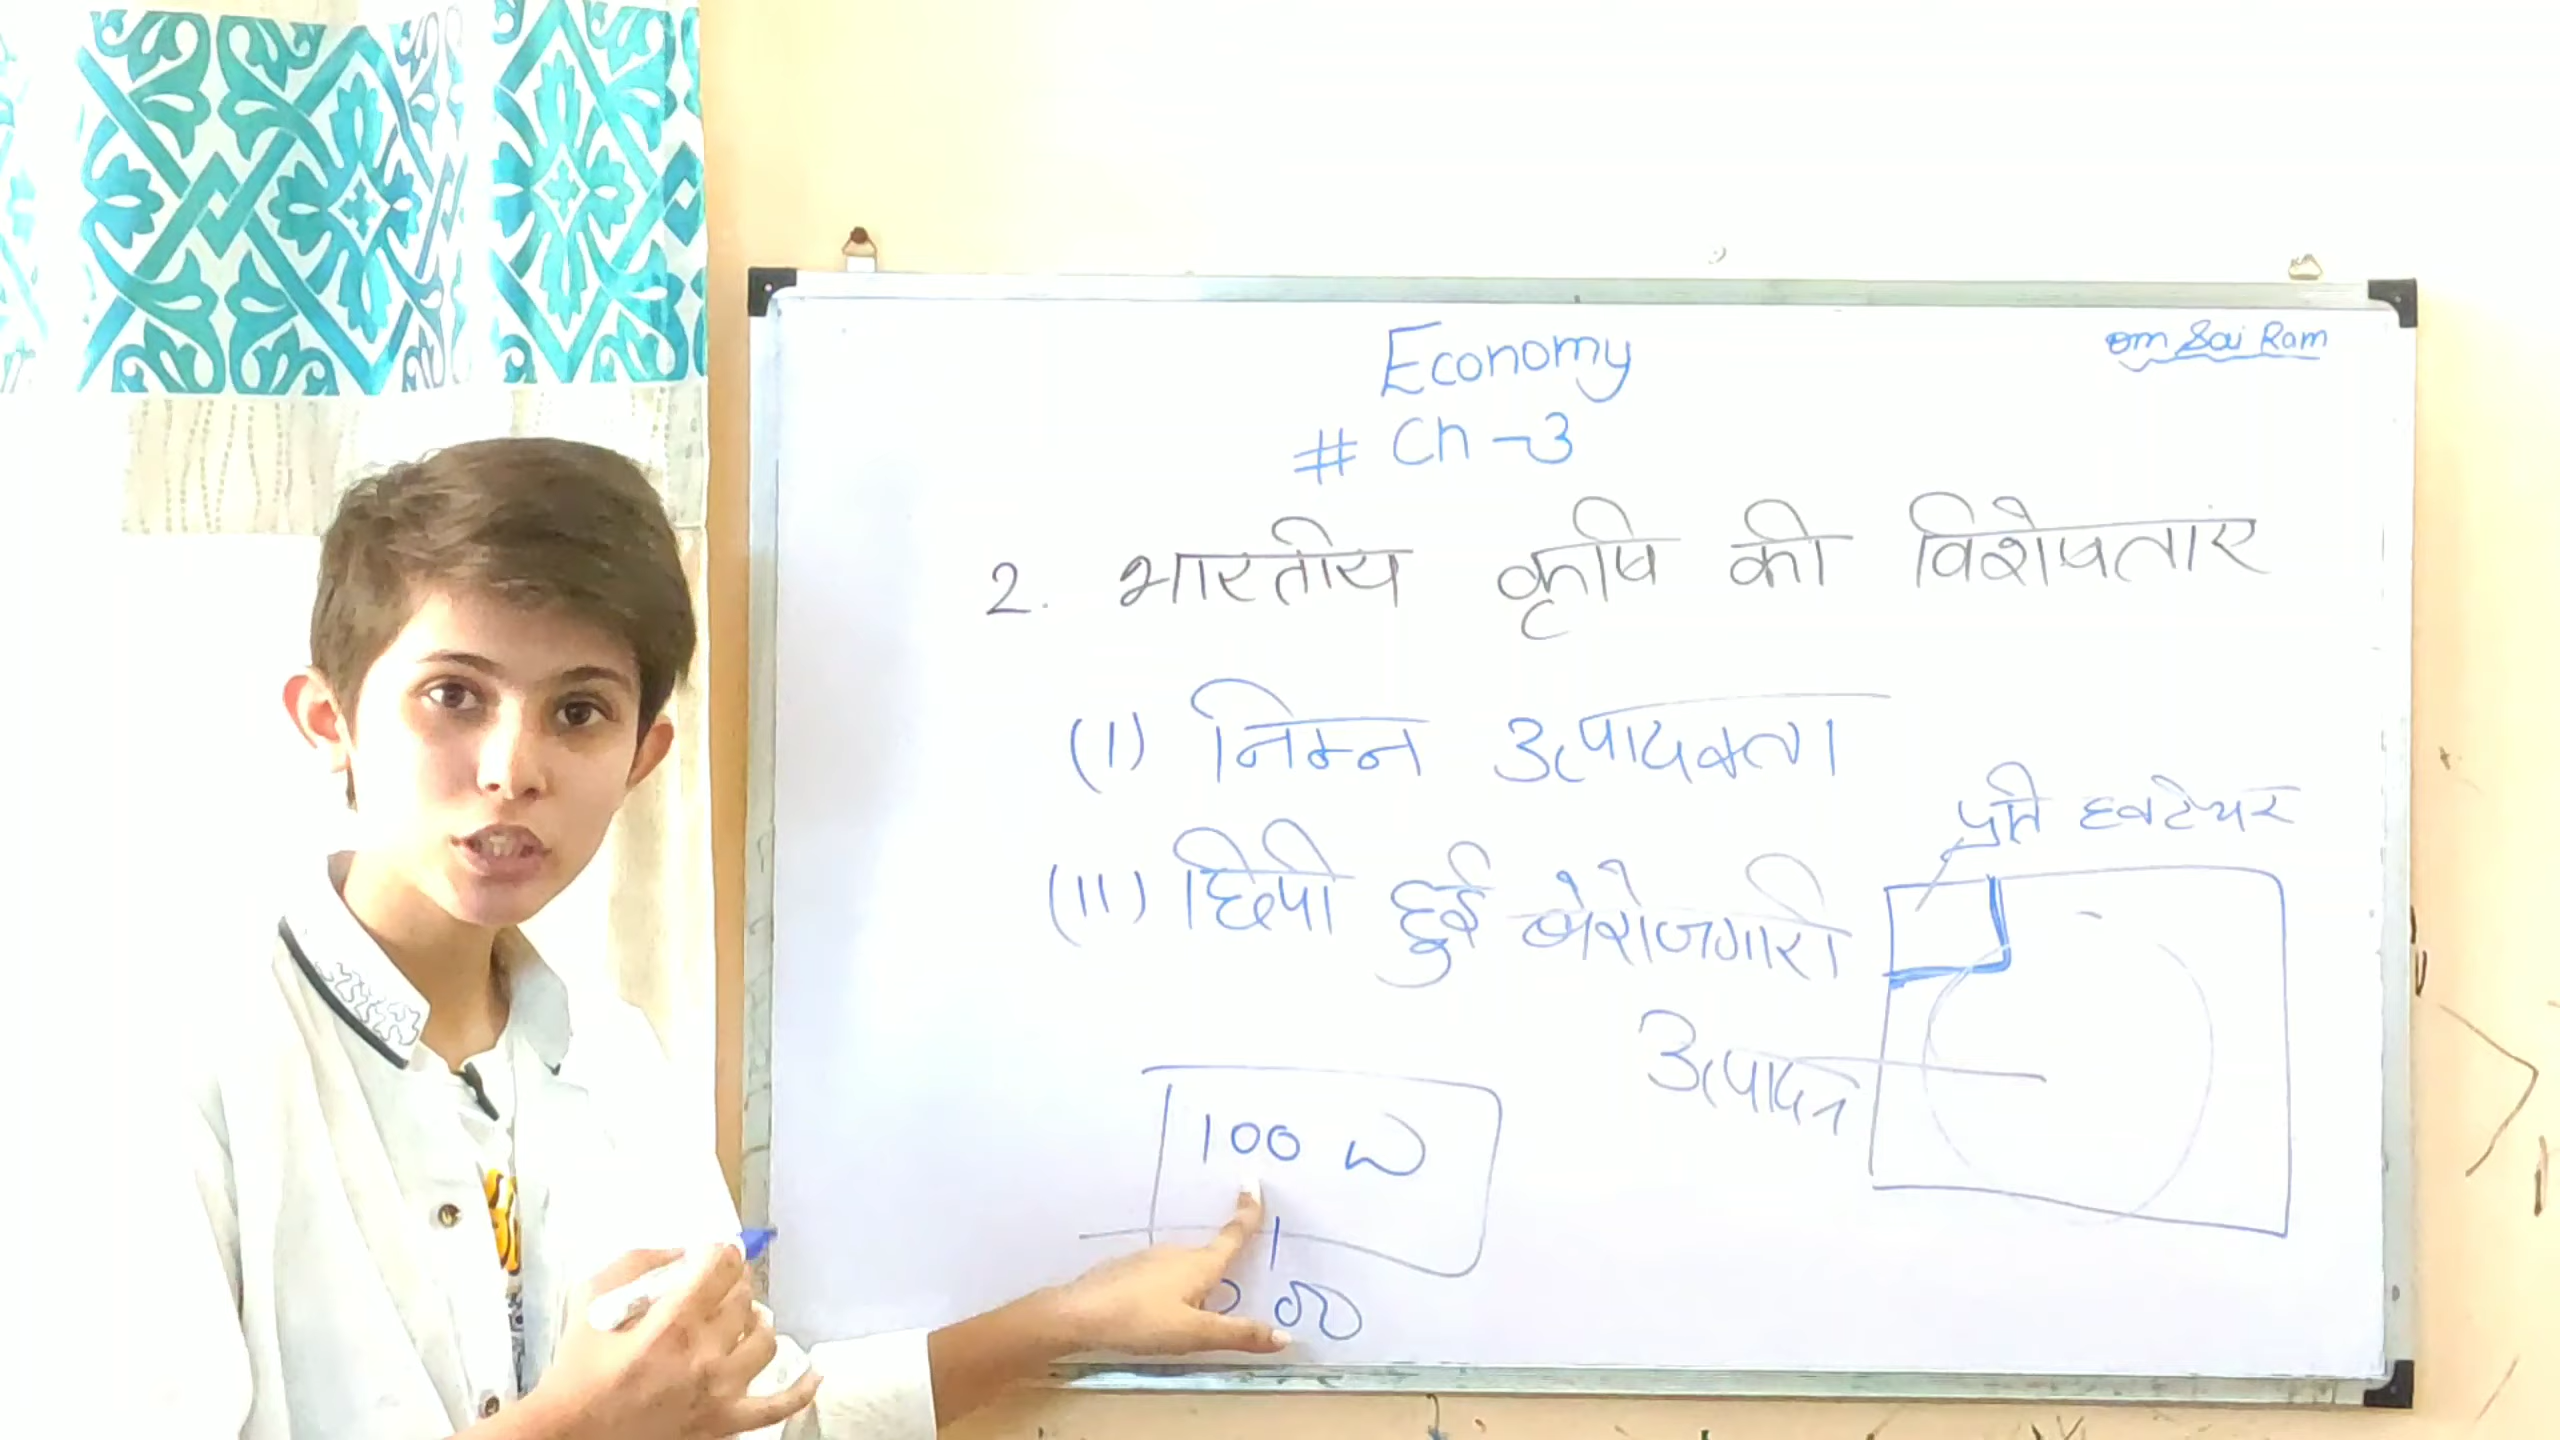 Economy
om Sai Ram
# Ch-3
2. भारतीय कृषि की विशेषताएं
(I) निम्न उत्पादकता
प्रति हेक्टेयर
(II) छिपी हुई बेरोजगारी
उत्पादन
100 W